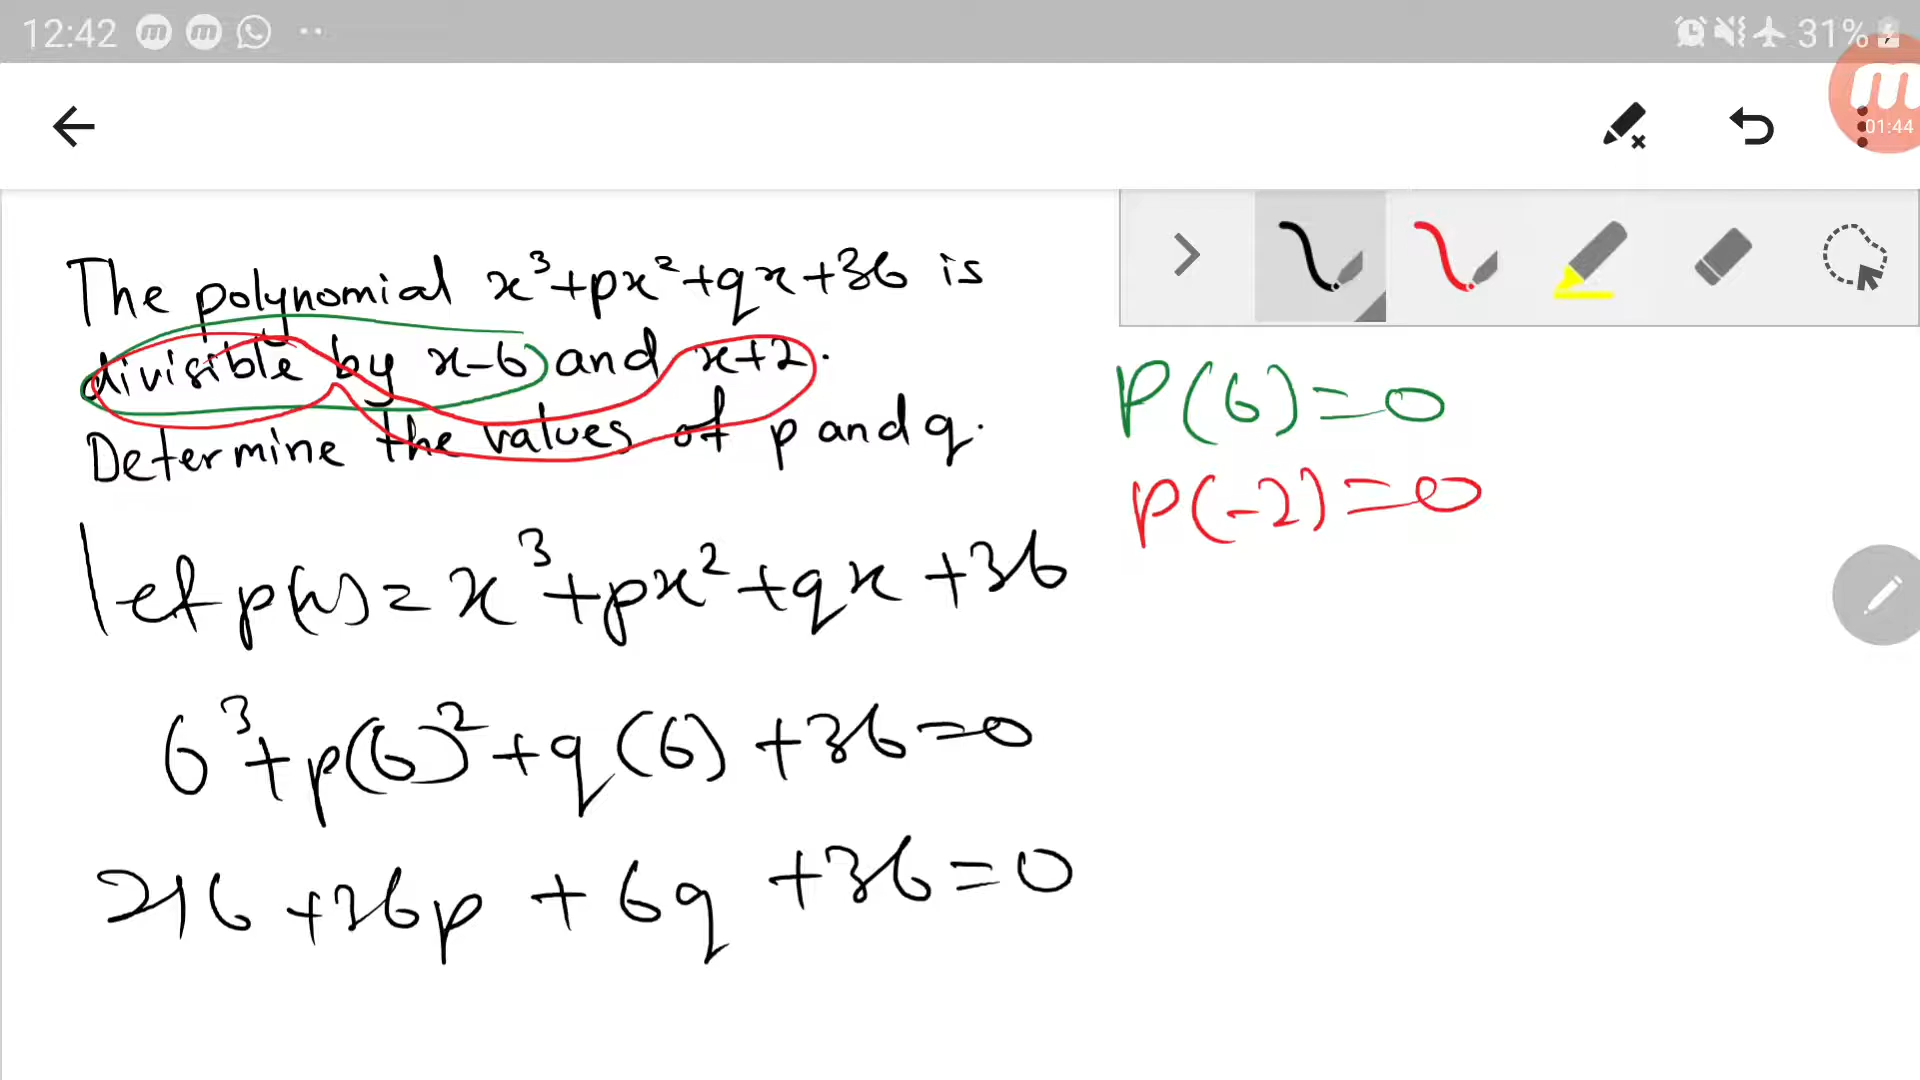 12:42
31%
01:44
The polynomial x³+px²+qx+36 is
divisible by x-6 and x+2.
Determine the values of p and q.
P(6)=0
P(-2)=0
let p(x)=x³+px²+qx+36
6³+p(6)²+q(6)+36=0
216+36p+6q+36=0